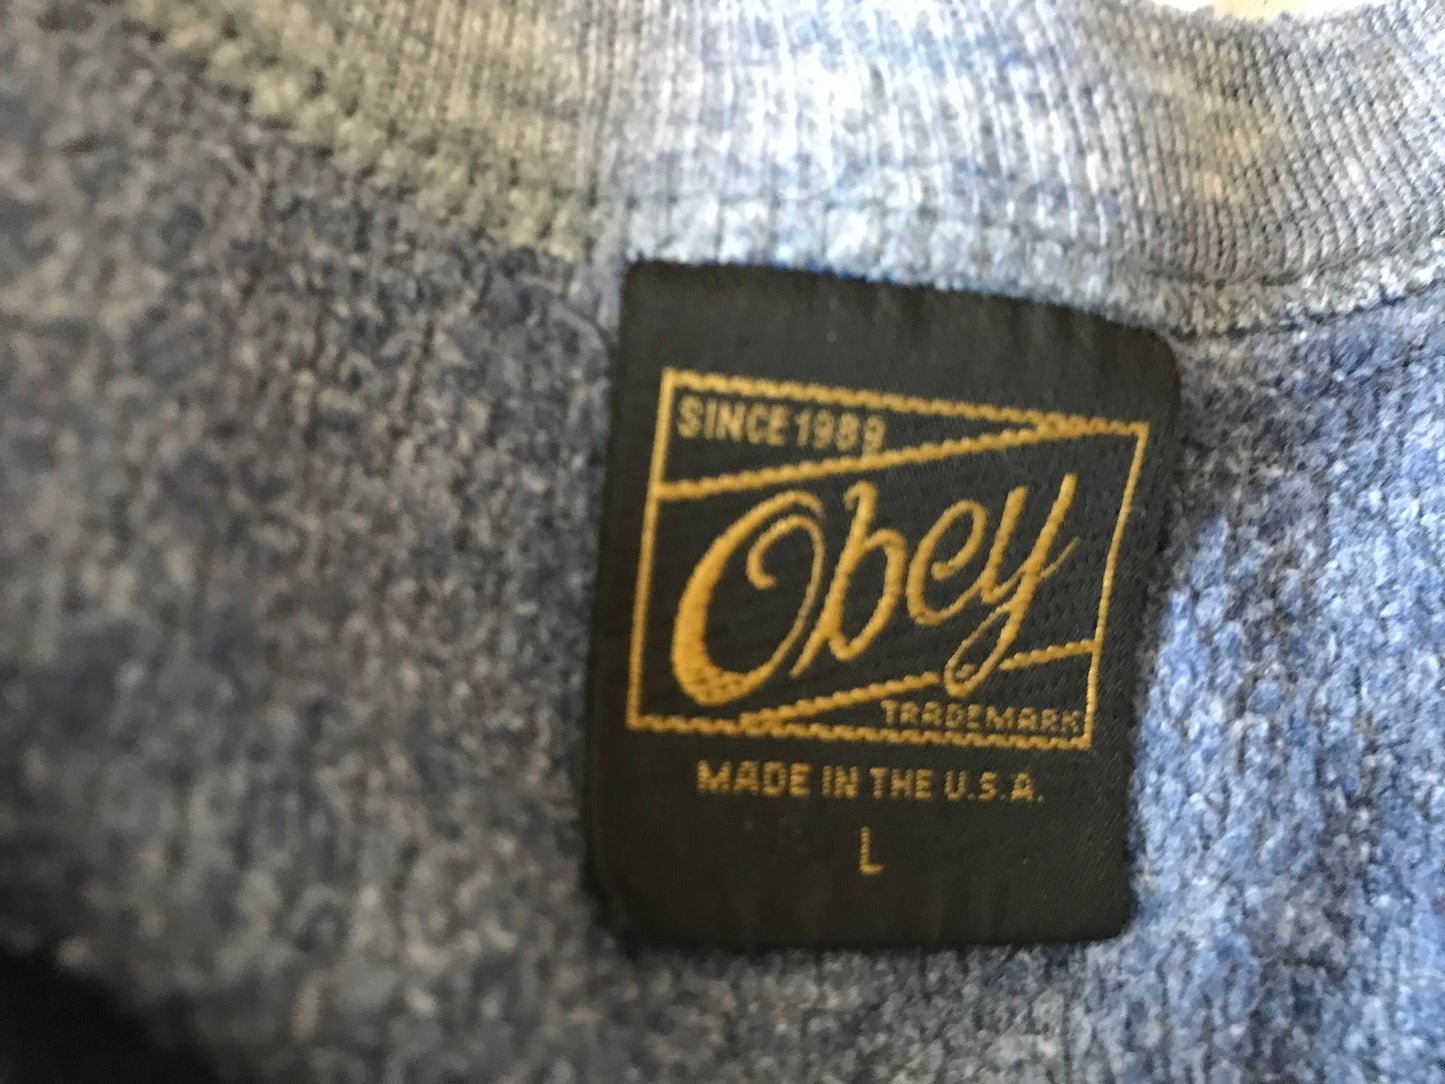 SINCE 1989
Obey
TRADEMARK
MADE IN THE U.S.A.
L